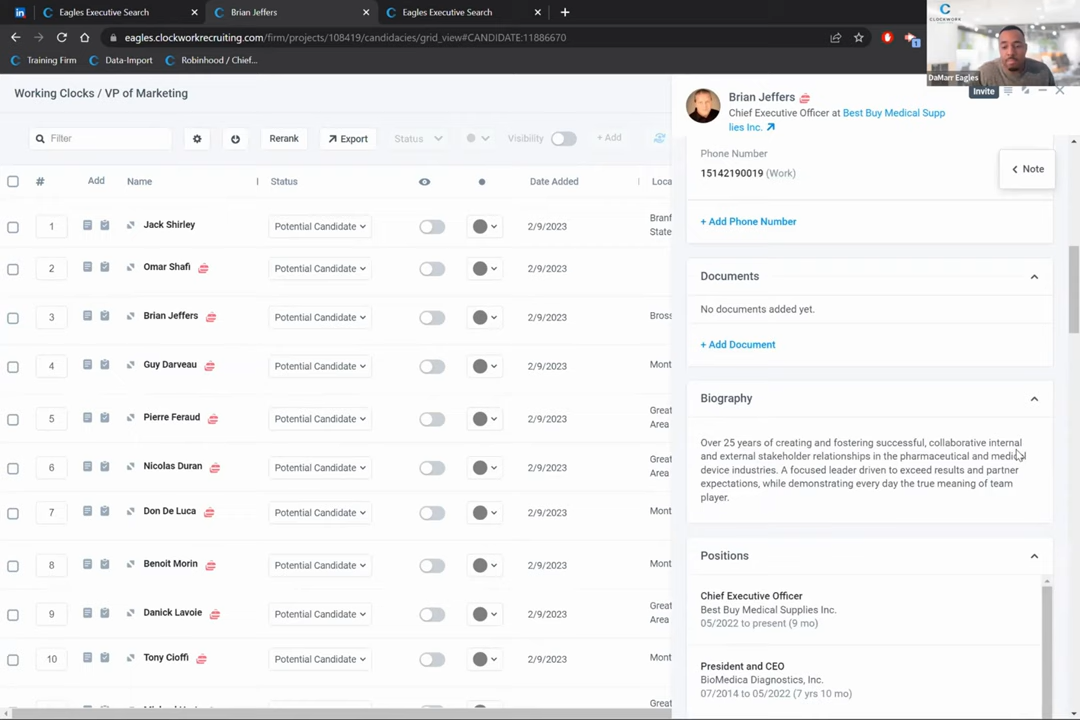 Eagles Executive Search
Brian Jeffers
Eagles Executive Search
eagles.clockworkrecruiting.com/firm/projects/108419/candidacies/grid_view#CANDIDATE:11886670
1
Training Firm
Data-Import
Robinhood / Chief...
CLOCKWORK
DaMarr Eagles
Invite
Working Clocks / VP of Marketing
Filter
Rerank
Export
Status
Visibility
+ Add
# Add Name Status Date Added Loca
1 Jack Shirley Potential Candidate 2/9/2023 Branf
State
2 Omar Shafi Potential Candidate 2/9/2023
3 Brian Jeffers Potential Candidate 2/9/2023 Bross
4 Guy Darveau Potential Candidate 2/9/2023 Mont
5 Pierre Feraud Potential Candidate 2/9/2023 Great
Area
6 Nicolas Duran Potential Candidate 2/9/2023 Great
Area
7 Don De Luca Potential Candidate 2/9/2023 Mont
8 Benoit Morin Potential Candidate 2/9/2023 Mont
9 Danick Lavoie Potential Candidate 2/9/2023 Great
Area
10 Tony Cioffi Potential Candidate 2/9/2023 Mont
Brian Jeffers
Chief Executive Officer at Best Buy Medical Supp
lies Inc.
Phone Number
15142190019 (Work)
Note
+ Add Phone Number
Documents
No documents added yet.
+ Add Document
Biography
Over 25 years of creating and fostering successful, collaborative internal
and external stakeholder relationships in the pharmaceutical and medical
device industries. A focused leader driven to exceed results and partner
expectations, while demonstrating every day the true meaning of team
player.
Positions
Chief Executive Officer
Best Buy Medical Supplies Inc.
05/2022 to present (9 mo)
President and CEO
BioMedica Diagnostics, Inc.
07/2014 to 05/2022 (7 yrs 10 mo)